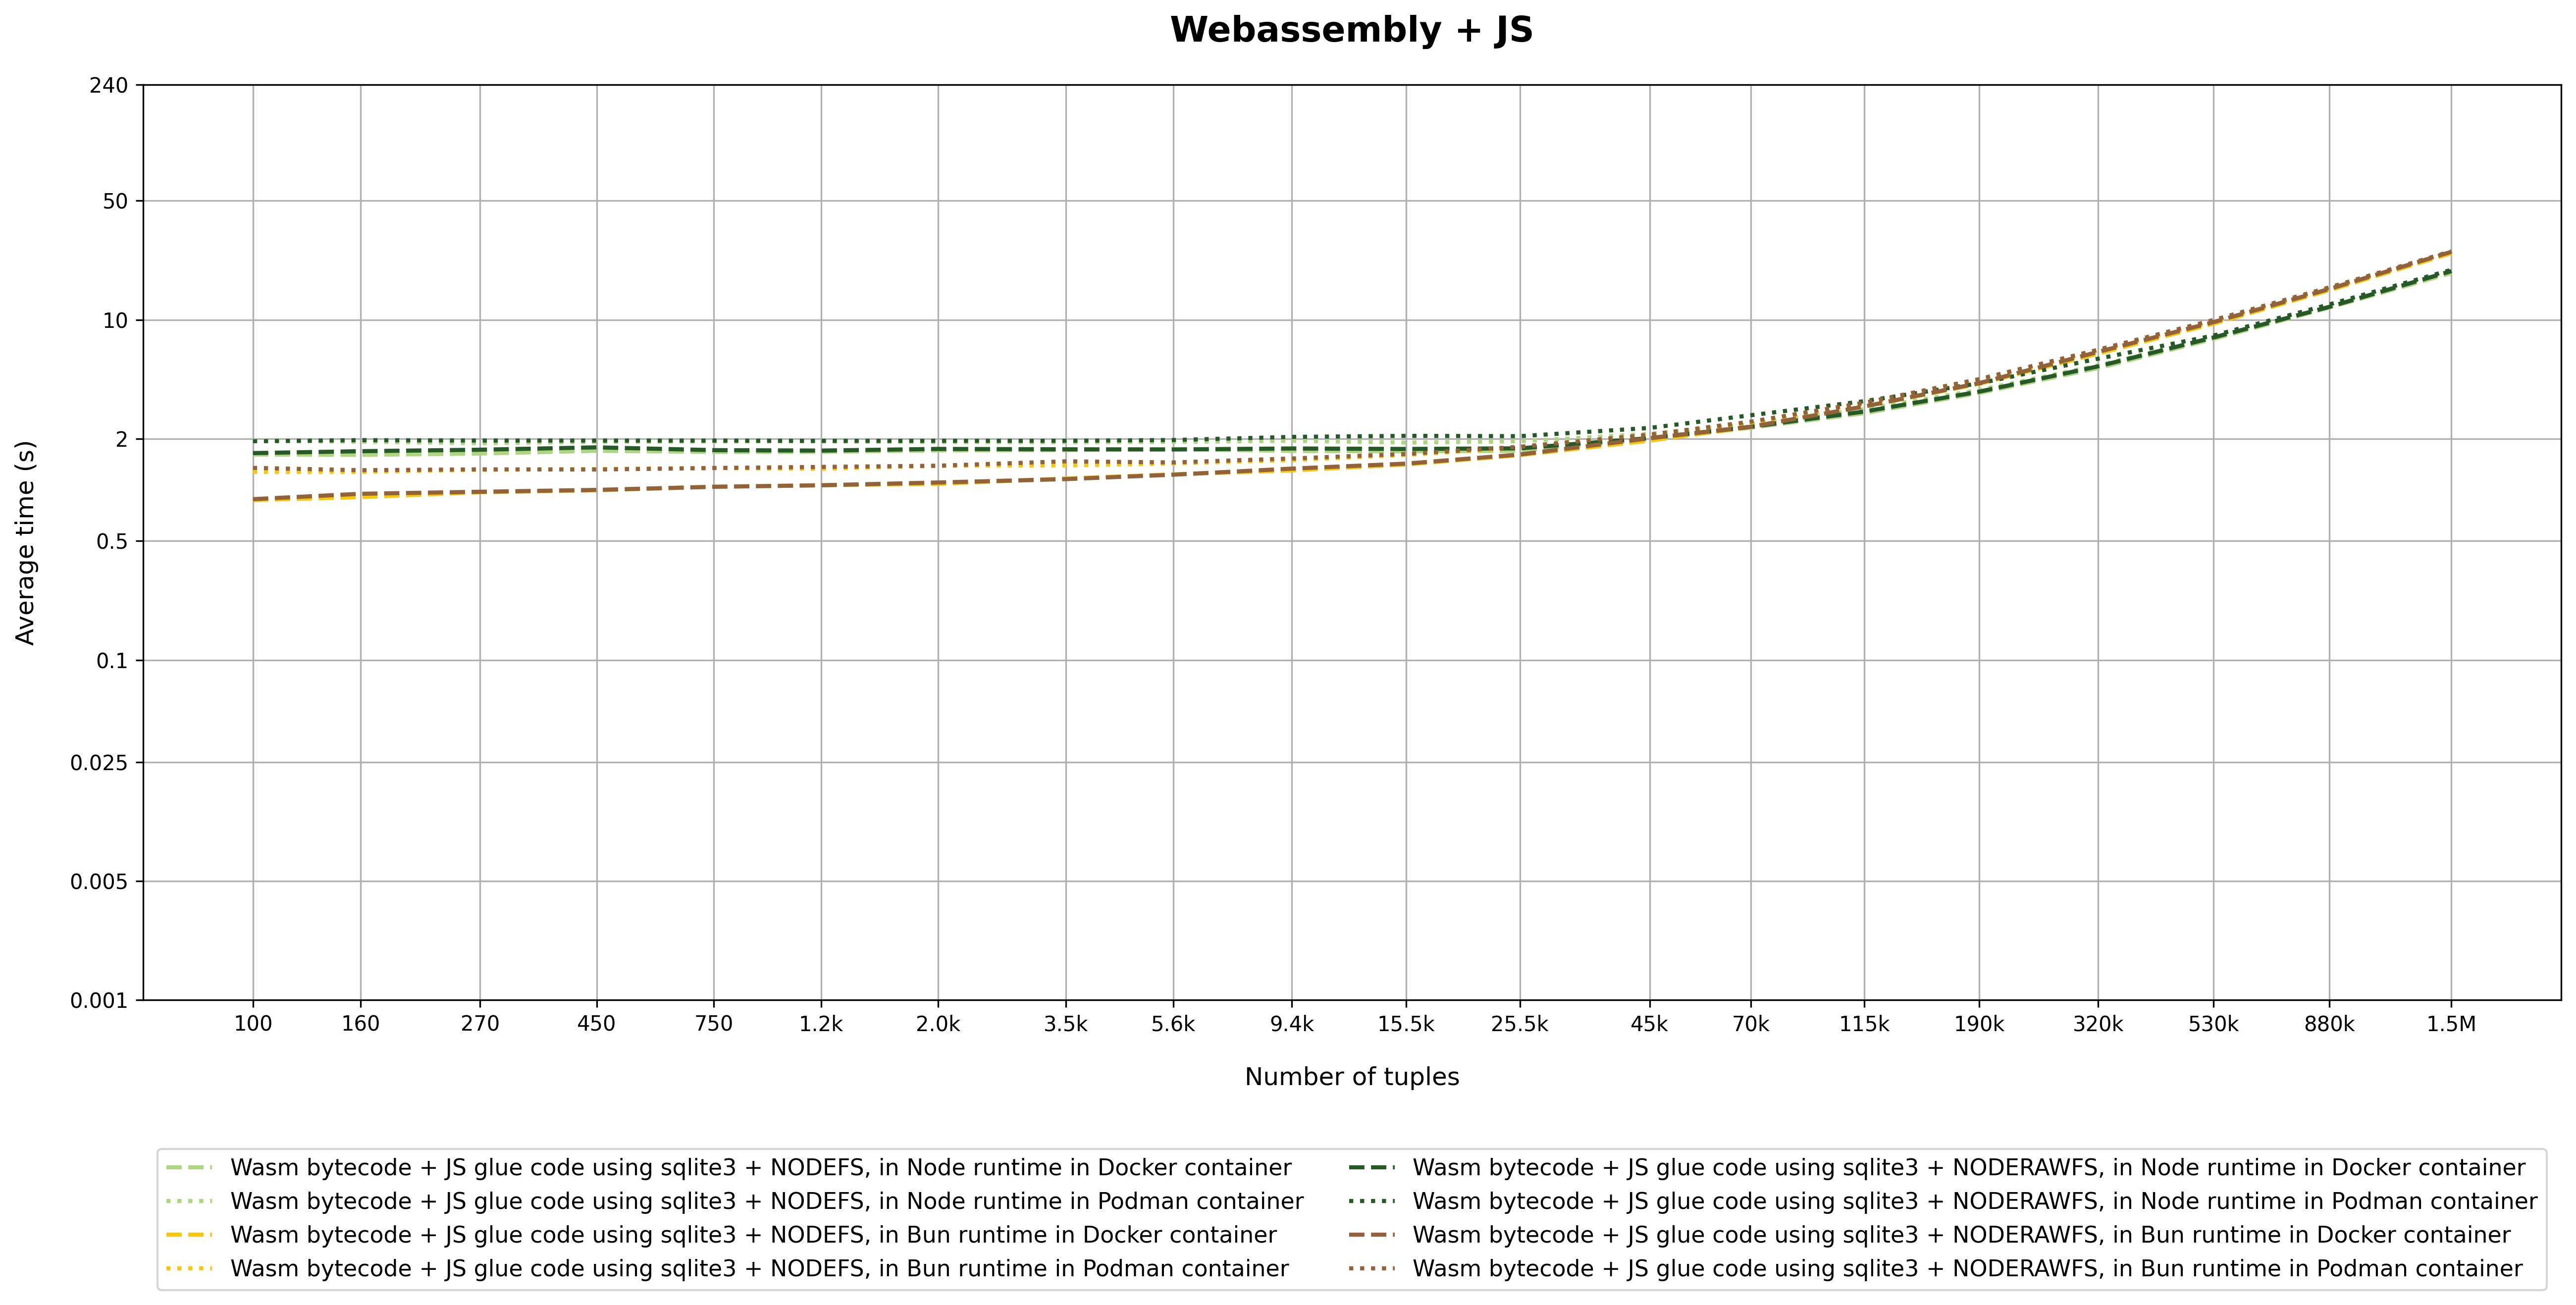 Webassembly + JS
240
50
10
2
0.5
0.1
0.025
0.005
0.001
Average time (s)
100 160 270 450 750 1.2k 2.0k 3.5k 5.6k 9.4k 15.5k 25.5k 45k 70k 115k 190k 320k 530k 880k 1.5M
Number of tuples
Wasm bytecode + JS glue code using sqlite3 + NODEFS, in Node runtime in Docker container
Wasm bytecode + JS glue code using sqlite3 + NODEFS, in Node runtime in Podman container
Wasm bytecode + JS glue code using sqlite3 + NODEFS, in Bun runtime in Docker container
Wasm bytecode + JS glue code using sqlite3 + NODEFS, in Bun runtime in Podman container
Wasm bytecode + JS glue code using sqlite3 + NODERAWFS, in Node runtime in Docker container
Wasm bytecode + JS glue code using sqlite3 + NODERAWFS, in Node runtime in Podman container
Wasm bytecode + JS glue code using sqlite3 + NODERAWFS, in Bun runtime in Docker container
Wasm bytecode + JS glue code using sqlite3 + NODERAWFS, in Bun runtime in Podman container